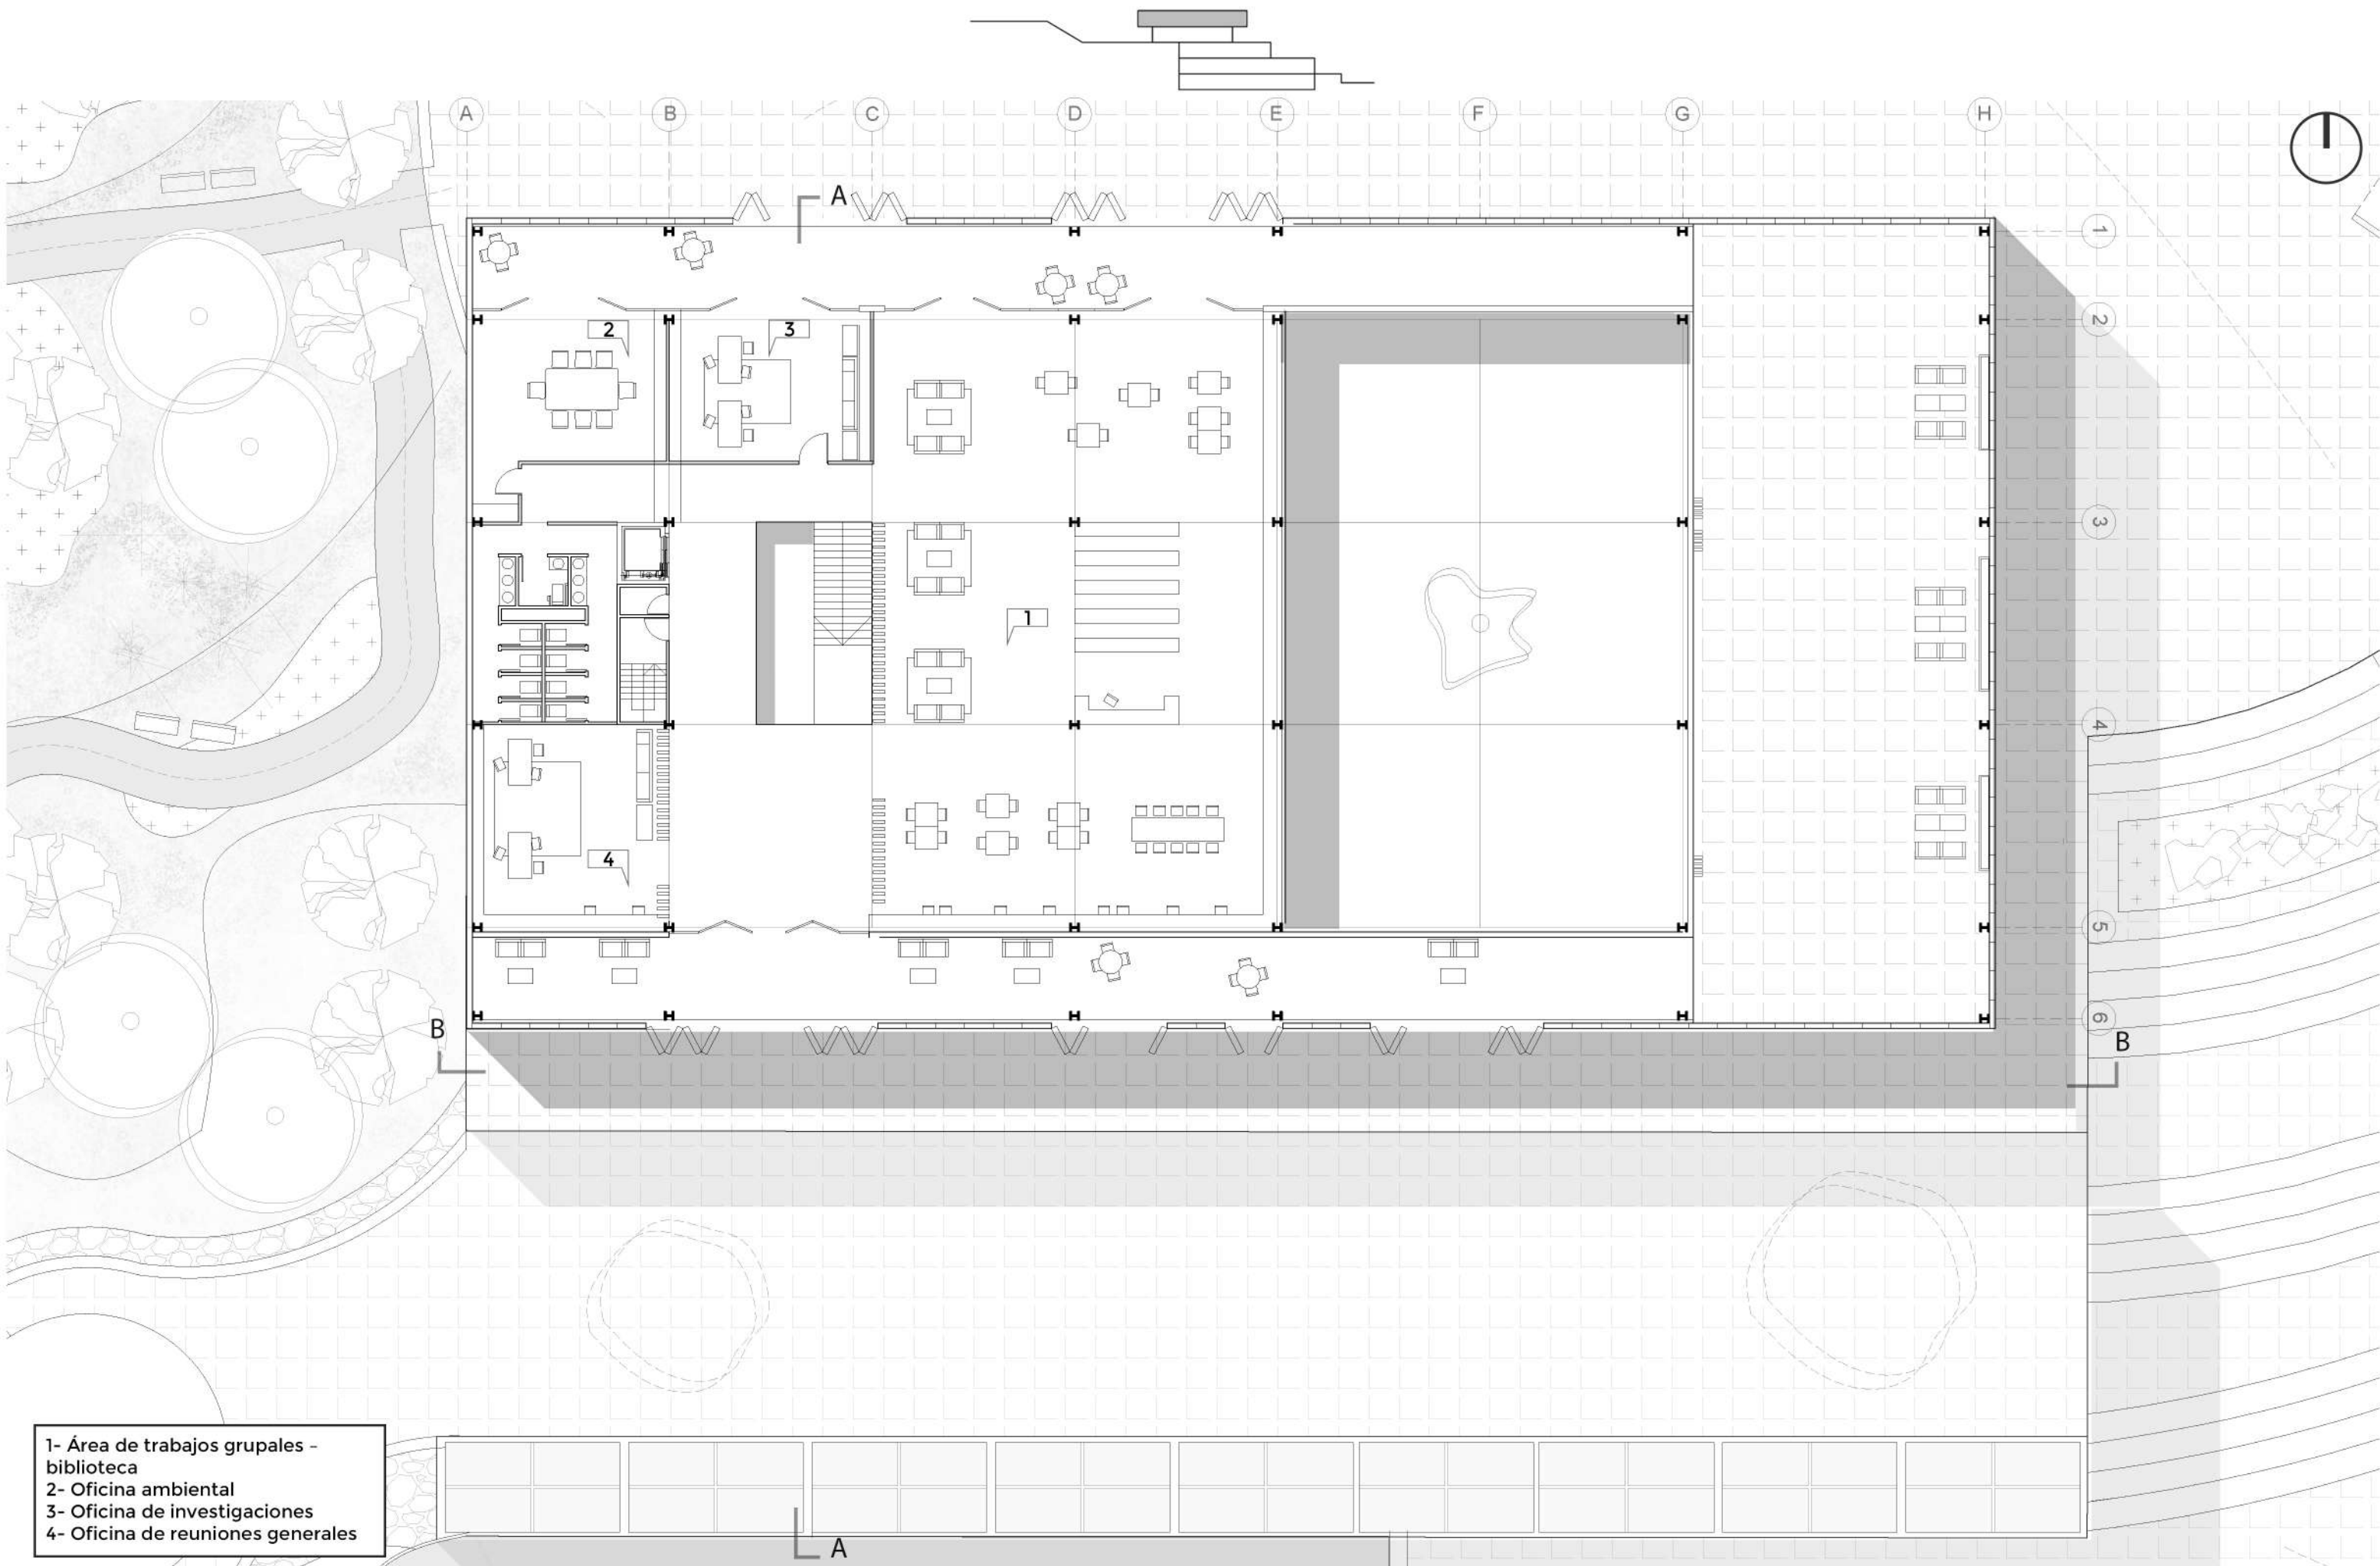 A B C D E F G H
A
1
2
3
2
3
1
3
4
4
5
B
6
B
1- Área de trabajos grupales –
biblioteca
2- Oficina ambiental
3- Oficina de investigaciones
4- Oficina de reuniones generales
A